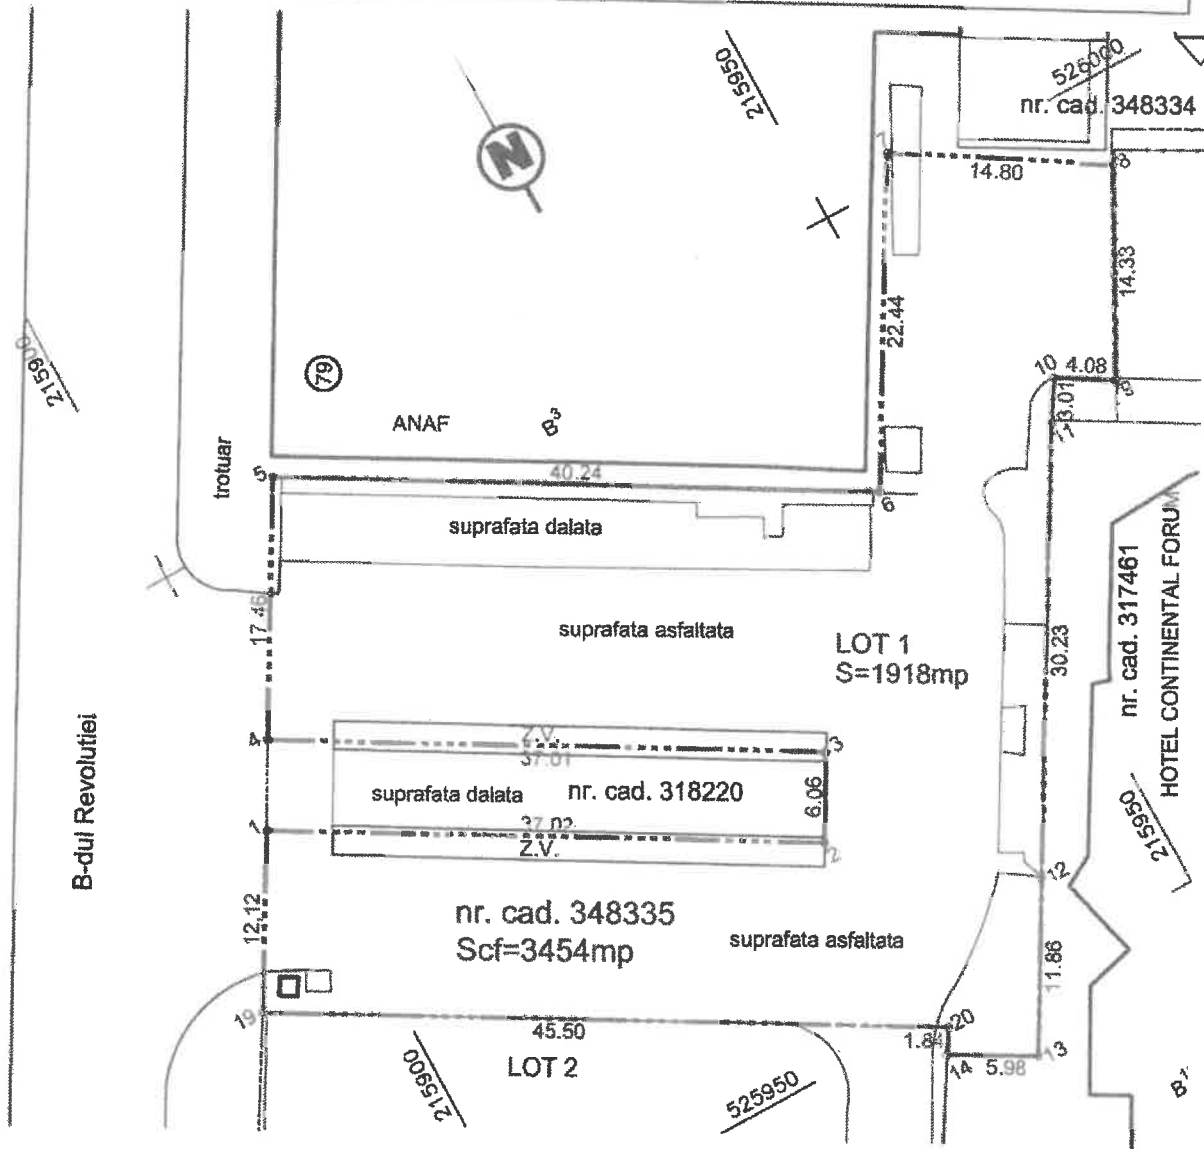 215950
526000
nr. cad. 348334
N
7
8
14.80
14.33
22.44
215900
79
ANAF
B3
10
4.08
3.01
11
trotuar
5
40.24
6
suprafata dalata
17.46
suprafata asfaltata
LOT 1
S=1918mp
30.23
nr. cad. 317461
HOTEL CONTINENTAL FORUM
B-dul Revolutiei
4
Z.V.
37.01
3
suprafata dalata
nr. cad. 318220
6.06
1
37.02
Z.V.
2
215950
12
12.12
nr. cad. 348335
Scf=3454mp
suprafata asfaltata
11.86
19
45.50
20
1.84
13
14
5.98
LOT 2
215900
525950